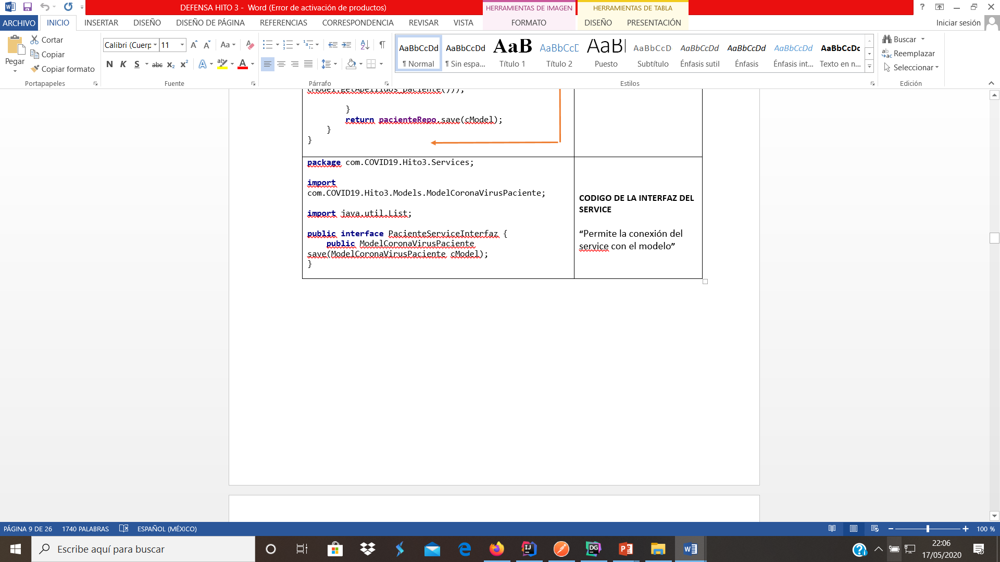 DEFENSA HITO 3 - Word (Error de activación de productos)
HERRAMIENTAS DE IMAGEN
HERRAMIENTAS DE TABLA
ARCHIVO INICIO INSERTAR DISEÑO DISEÑO DE PÁGINA REFERENCIAS CORRESPONDENCIA REVISAR VISTA FORMATO DISEÑO PRESENTACIÓN Iniciar sesión
Pegar
Cortar
Copiar
Copiar formato
Portapapeles
Calibri (Cuerp 11
Aa
N K S abc x₂ x² A ab A
Fuente
Párrafo
AaBbCcDd AaBbCcDd AaB AaBbCcD AaB AaBbCcD AaBbCcDd AaBbCcDd AaBbCcDd AaBbCcDc
¶ Normal ¶ Sin espa... Título 1 Título 2 Puesto Subtítulo Énfasis sutil Énfasis Énfasis int... Texto en n...
Estilos
Buscar
Reemplazar
Seleccionar
Edición
cModel.getApellidos_paciente()));
}
return pacienteRepo.save(cModel);
}
}
package com.COVID19.Hito3.Services;
import
com.COVID19.Hito3.Models.ModelCoronaVirusPaciente;
import java.util.List;
public interface PacienteServiceInterfaz {
public ModelCoronaVirusPaciente
save(ModelCoronaVirusPaciente cModel);
}
CODIGO DE LA INTERFAZ DEL
SERVICE
“Permite la conexión del
service con el modelo”
PÁGINA 9 DE 26 1740 PALABRAS ESPAÑOL (MÉXICO) 100 %
Escribe aquí para buscar
22:06
17/05/2020